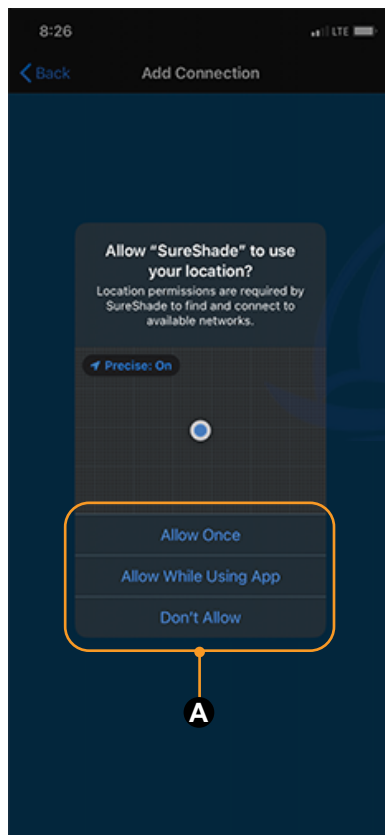 8:26
LTE
Back
Add Connection
Allow “SureShade” to use
your location?
Location permissions are required by
SureShade to find and connect to
available networks.
Precise: On
Allow Once
Allow While Using App
Don't Allow
A